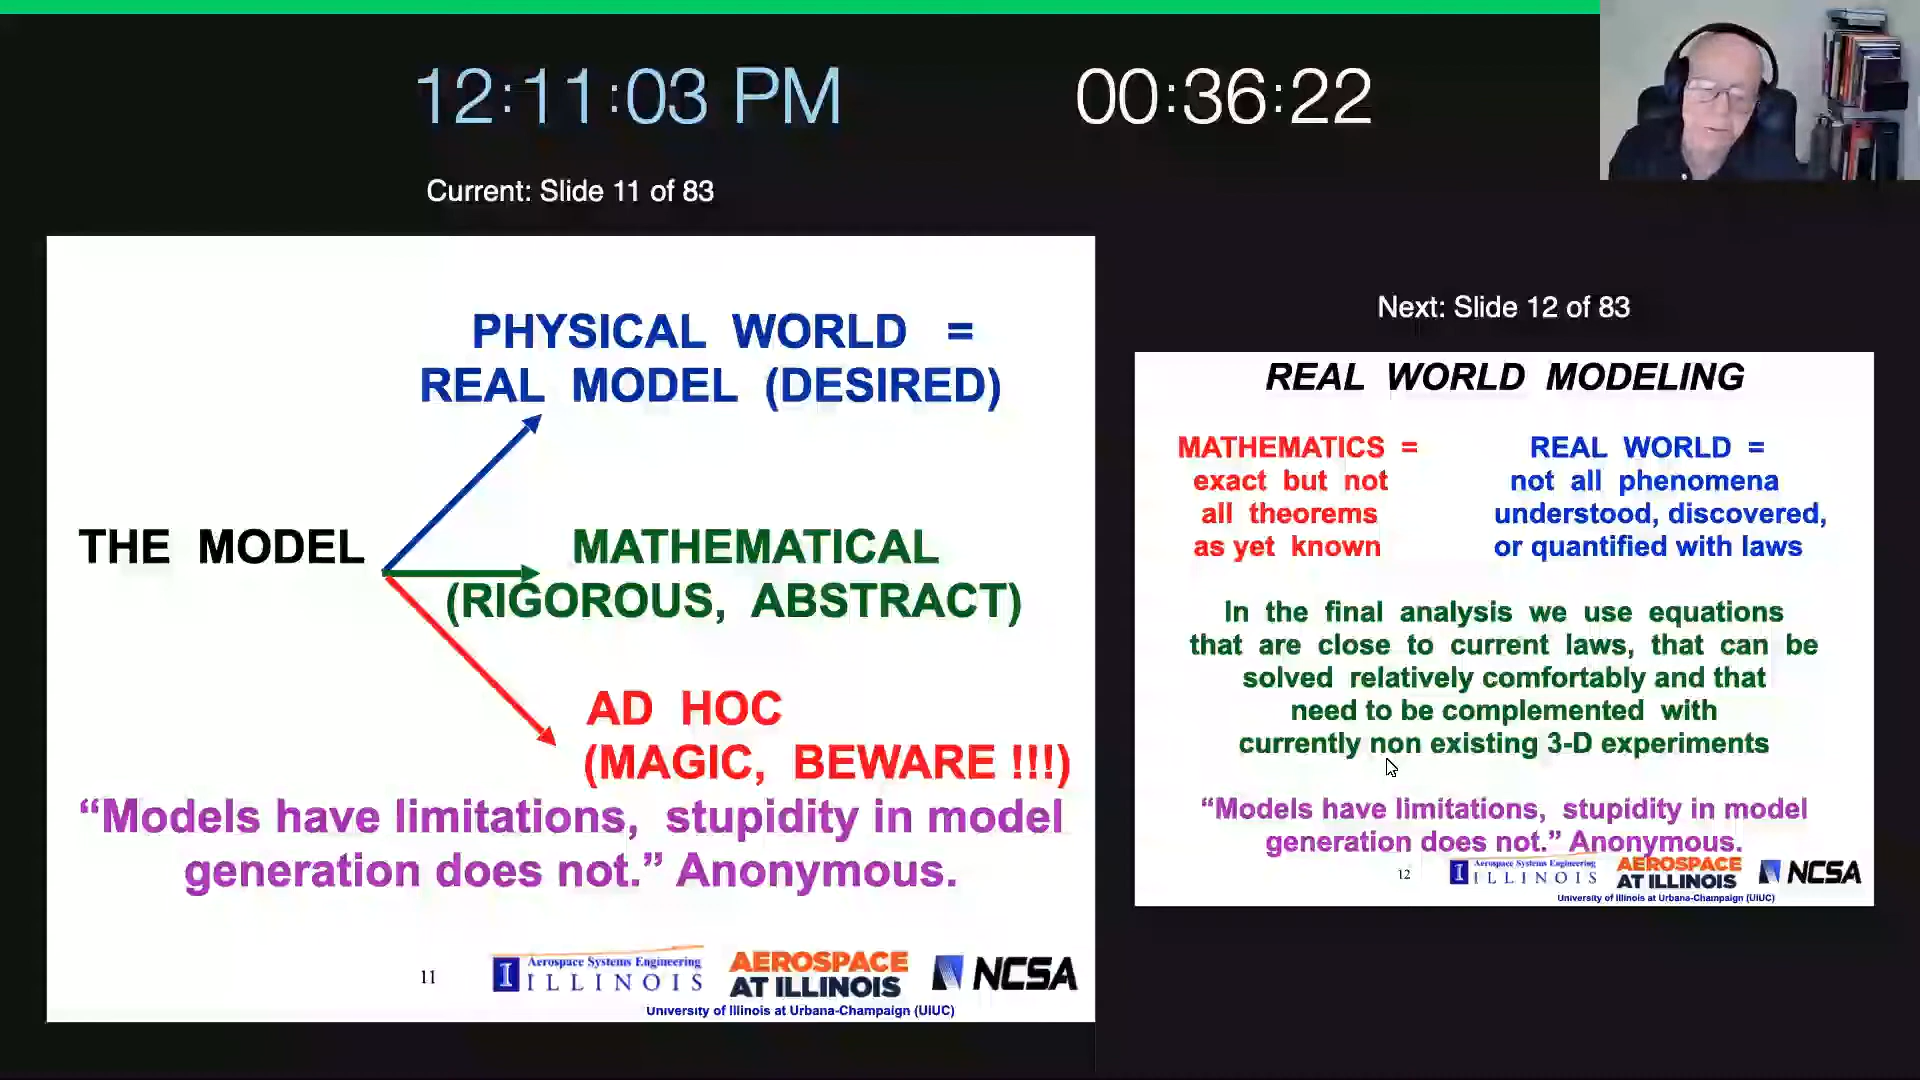 12:11:03 PM
00:36:22
Current: Slide 11 of 83
PHYSICAL WORLD =
REAL MODEL (DESIRED)
THE MODEL
MATHEMATICAL
(RIGOROUS, ABSTRACT)
AD HOC
(MAGIC, BEWARE !!!)
“Models have limitations, stupidity in model
generation does not.” Anonymous.
11
I
Aerospace Systems Engineering
ILLINOIS
AEROSPACE
AT ILLINOIS
NCSA
University of Illinois at Urbana-Champaign (UIUC)
Next: Slide 12 of 83
REAL WORLD MODELING
MATHEMATICS =
exact but not
all theorems
as yet known
REAL WORLD =
not all phenomena
understood, discovered,
or quantified with laws
In the final analysis we use equations
that are close to current laws, that can be
solved relatively comfortably and that
need to be complemented with
currently non existing 3-D experiments
“Models have limitations, stupidity in model
generation does not.” Anonymous.
12
I
Aerospace Systems Engineering
ILLINOIS
AEROSPACE
AT ILLINOIS
NCSA
University of Illinois at Urbana-Champaign (UIUC)